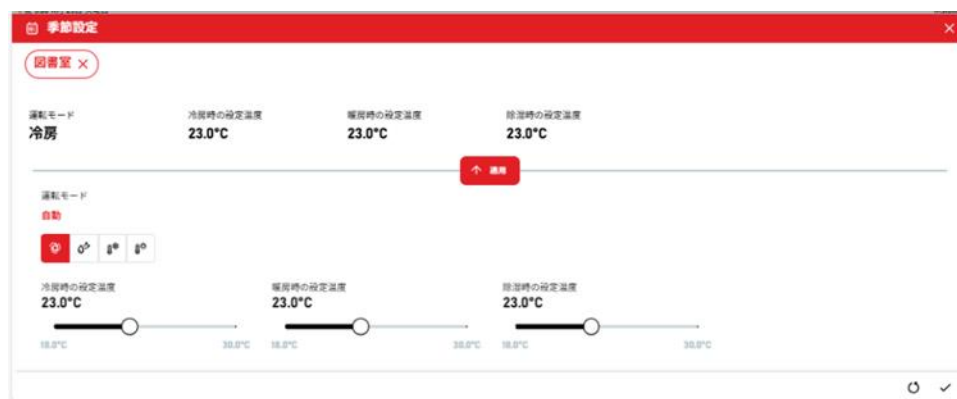 季節設定
図書室
運転モード 冷房時の設定温度 暖房時の設定温度 除湿時の設定温度
冷房 23.0°C 23.0°C 23.0°C
適用
運転モード
自動
冷房時の設定温度 暖房時の設定温度 除湿時の設定温度
23.0°C 23.0°C 23.0°C
18.0°C 30.0°C 18.0°C 30.0°C 18.0°C 30.0°C